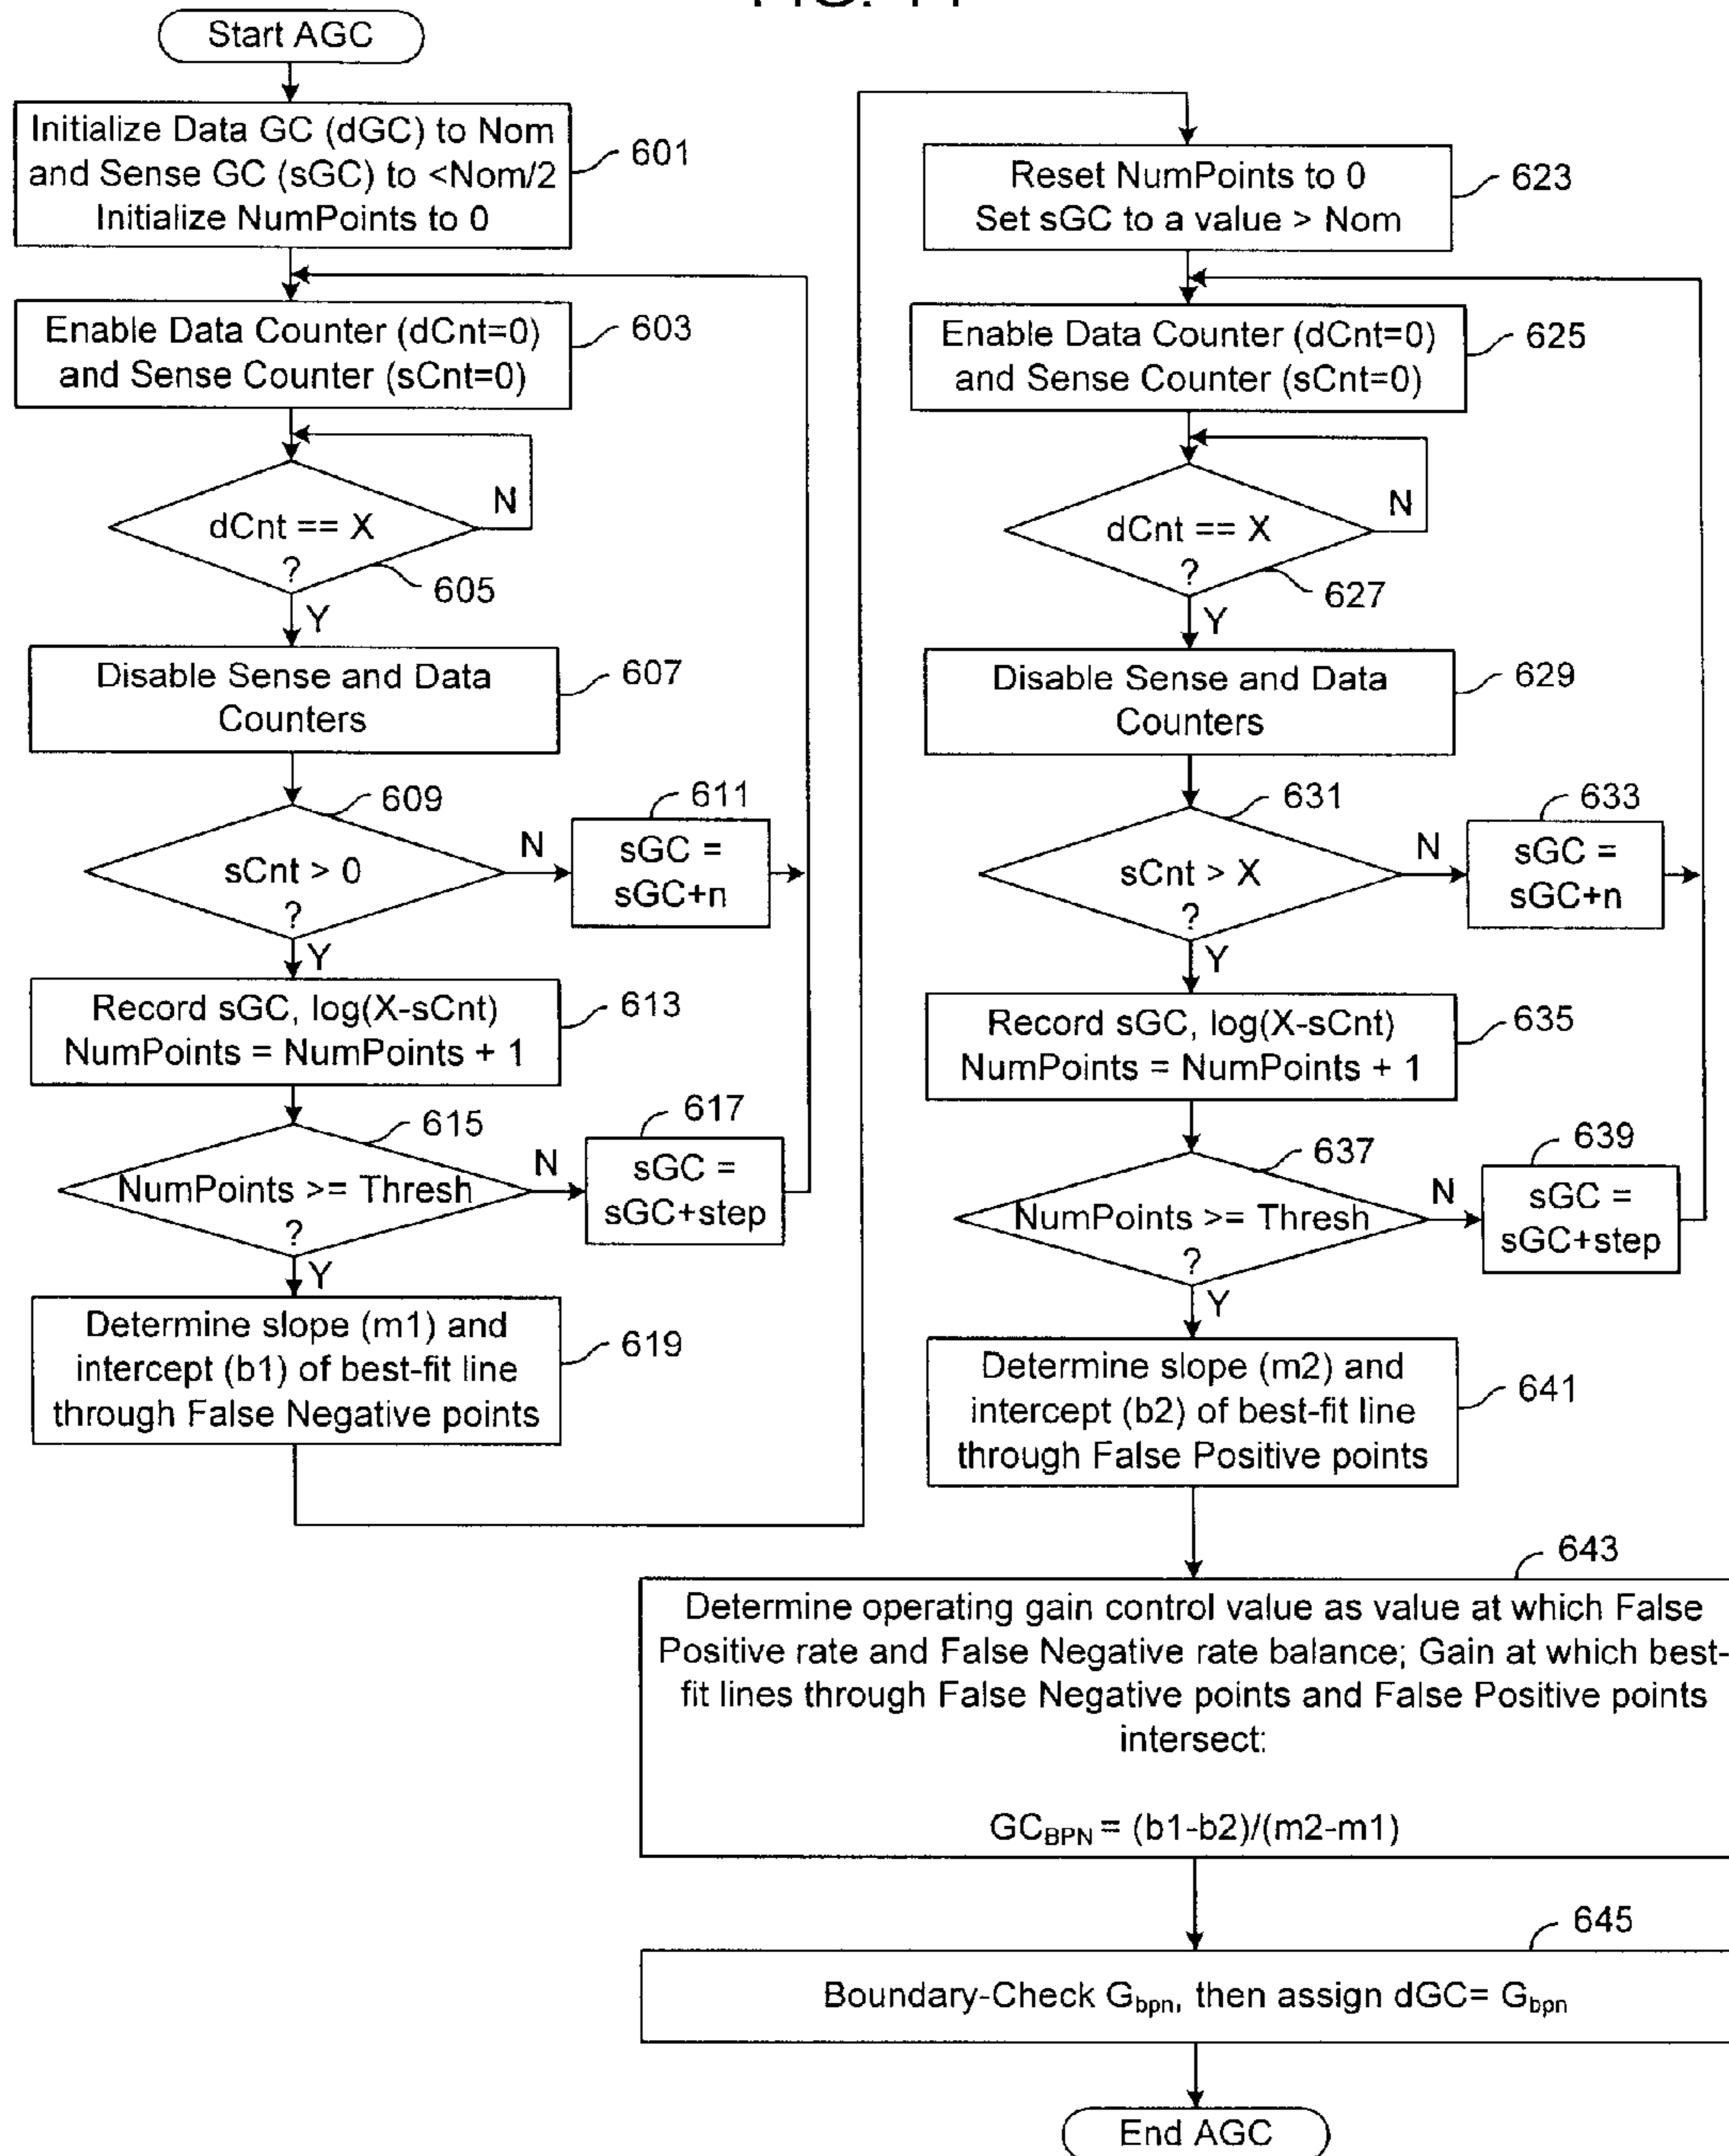 Start AGC
Initialize Data GC (dGC) to Nom
and Sense GC (sGC) to <Nom/2
Initialize NumPoints to 0
601
Enable Data Counter (dCnt=0)
and Sense Counter (sCnt=0)
603
dCnt == X
?
N
605
Y
Disable Sense and Data
Counters
607
609
sCnt > 0
?
N
611
sGC =
sGC+n
Y
Record sGC, log(X-sCnt)
NumPoints = NumPoints + 1
613
615
NumPoints >= Thresh
?
N
617
sGC =
sGC+step
Y
Determine slope (m1) and
intercept (b1) of best-fit line
through False Negative points
619
Reset NumPoints to 0
Set sGC to a value > Nom
623
Enable Data Counter (dCnt=0)
and Sense Counter (sCnt=0)
625
dCnt == X
?
N
627
Y
Disable Sense and Data
Counters
629
631
sCnt > X
?
N
633
sGC =
sGC+n
Y
Record sGC, log(X-sCnt)
NumPoints = NumPoints + 1
635
637
NumPoints >= Thresh
?
N
639
sGC =
sGC+step
Y
Determine slope (m2) and
intercept (b2) of best-fit line
through False Positive points
641
643
Determine operating gain control value as value at which False
Positive rate and False Negative rate balance; Gain at which best-
fit lines through False Negative points and False Positive points
intersect:
GC_BPN = (b1-b2)/(m2-m1)
645
Boundary-Check G_bpn, then assign dGC= G_bpn
End AGC